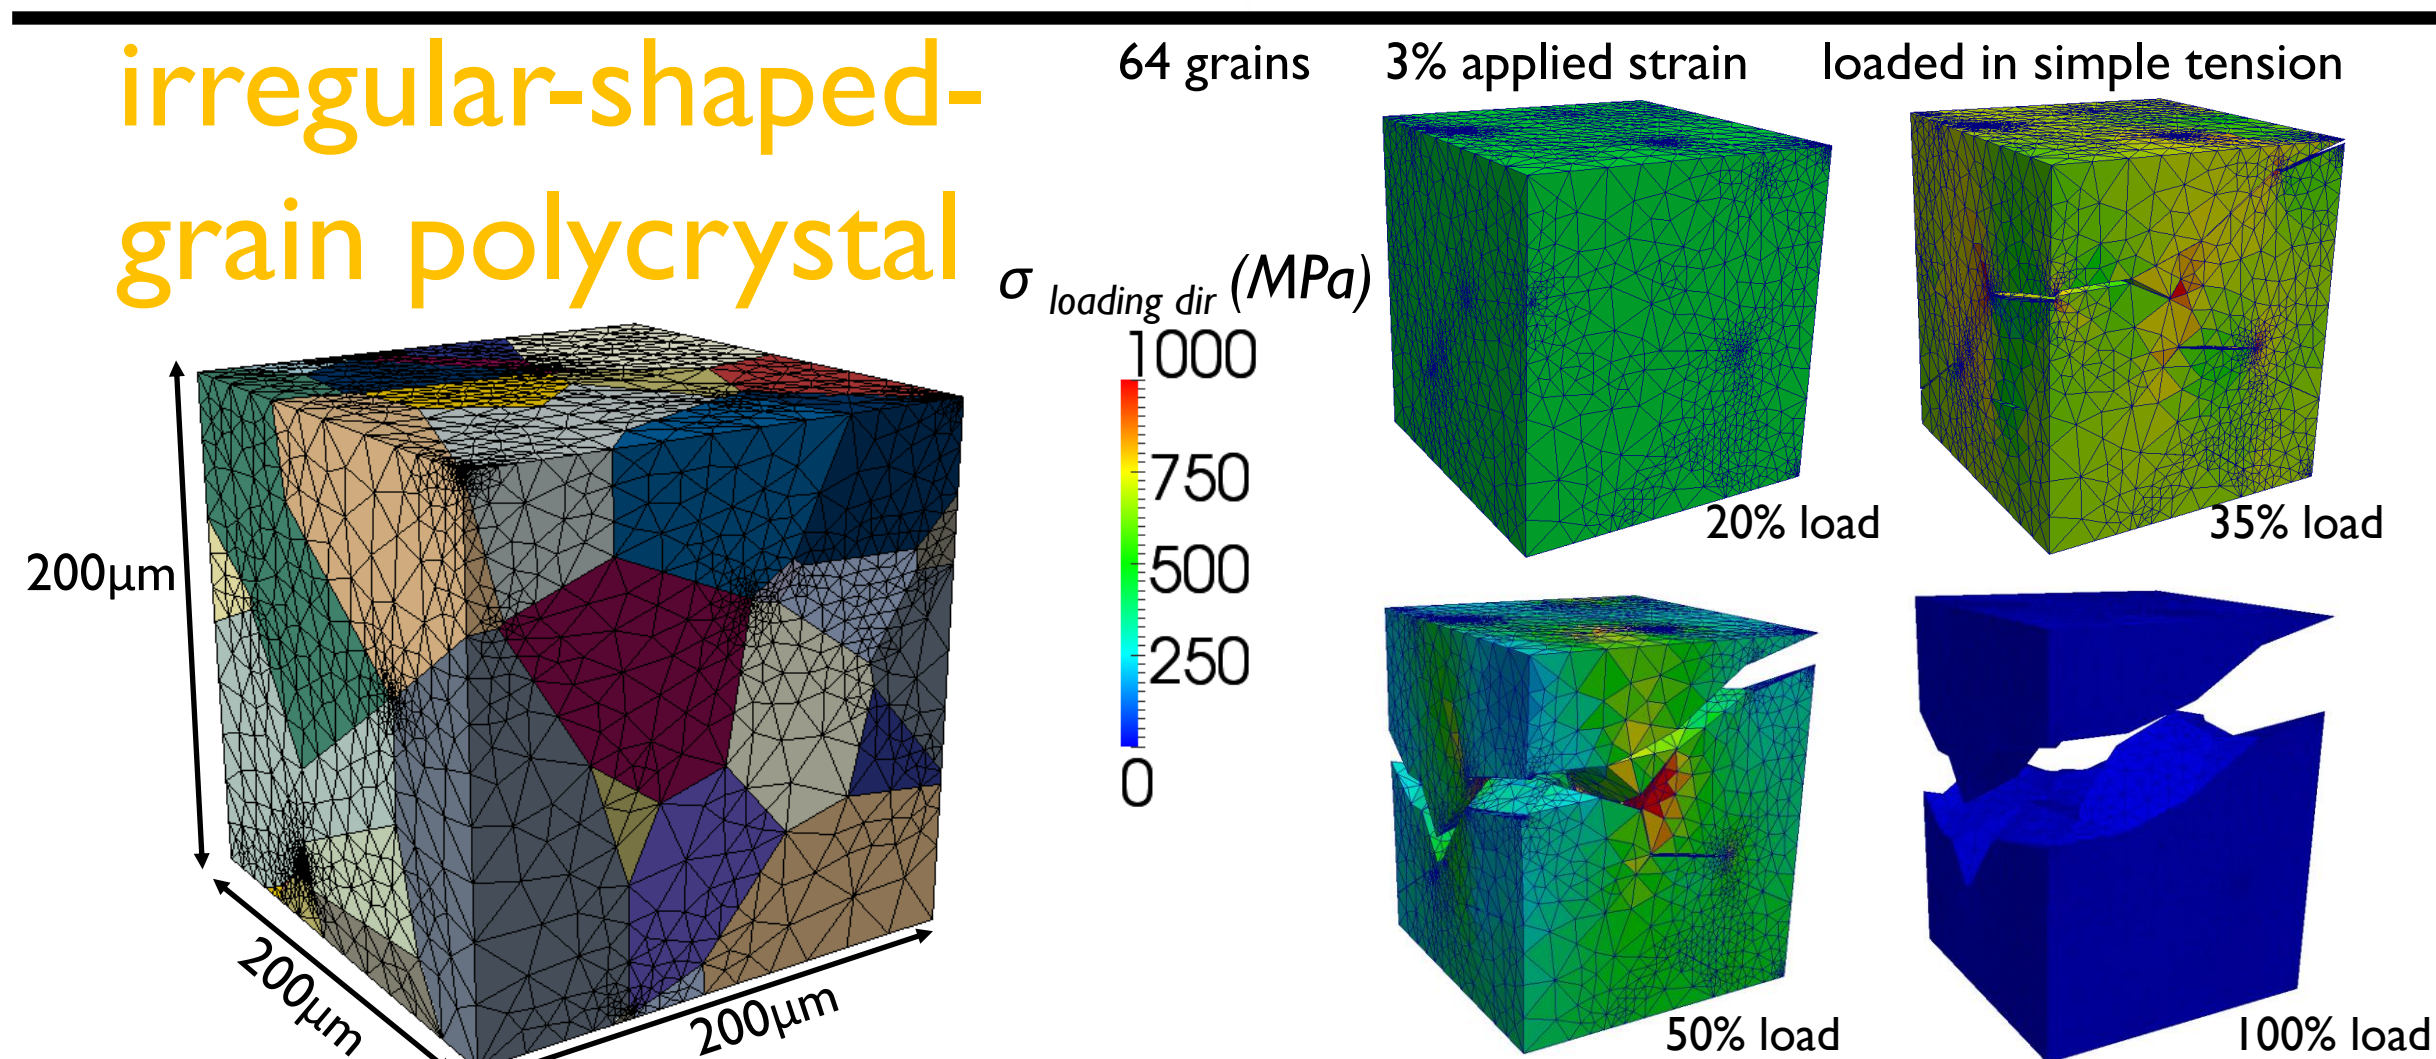 irregular-shaped-
grain polycrystal
64 grains 3% applied strain loaded in simple tension
σ loading dir (MPa)
1000
750
500
250
0
200μm
200μm
200μm
20% load
35% load
50% load
100% load